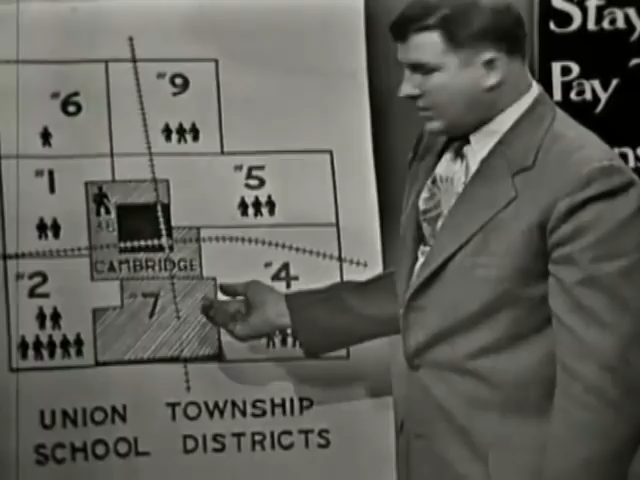 Stay
Pay
#6
#9
#1
#5
CAMBRIDGE
#2
#4
#7
UNION TOWNSHIP
SCHOOL DISTRICTS